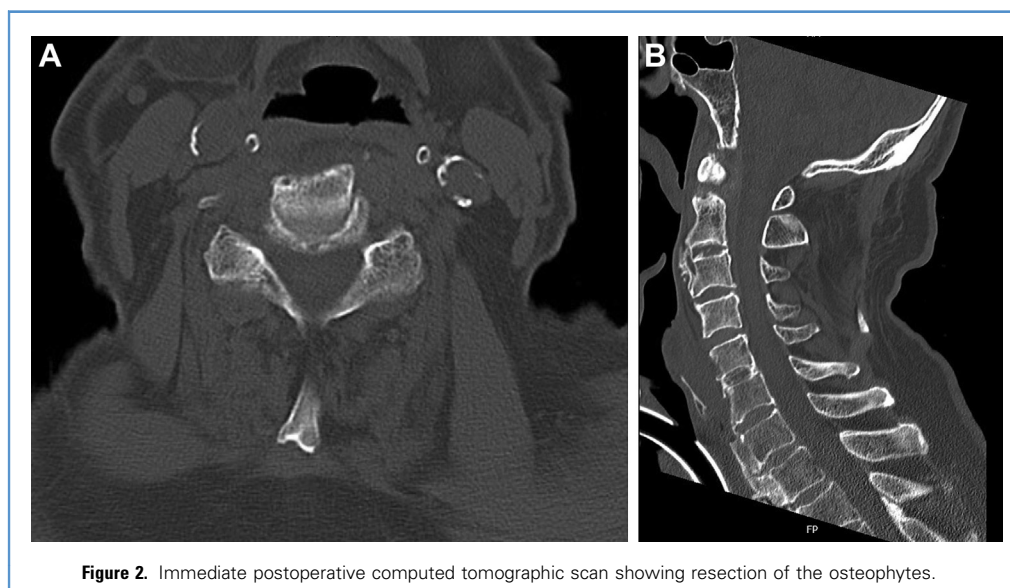 A
B
FP
Figure 2. Immediate postoperative computed tomographic scan showing resection of the osteophytes.